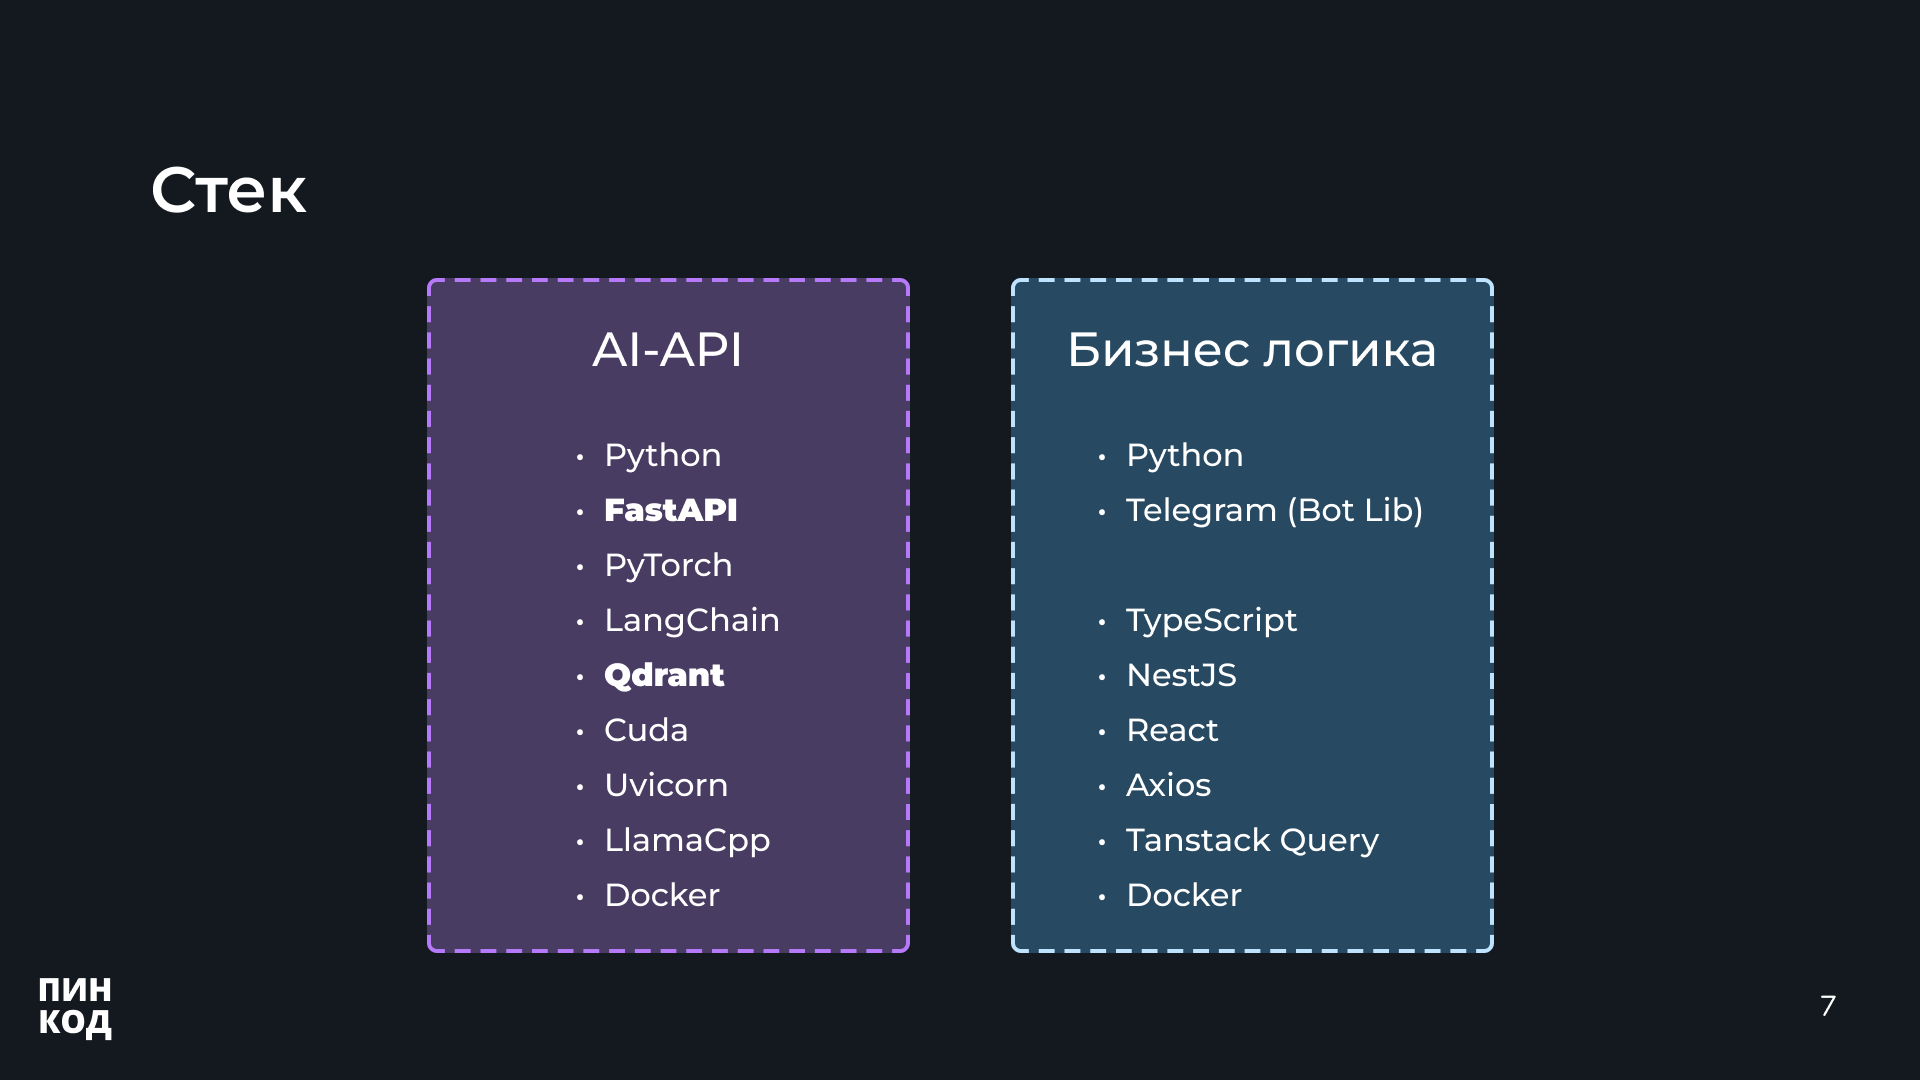 Стек
AI-API
• Python
• FastAPI
• PyTorch
• LangChain
• Qdrant
• Cuda
• Uvicorn
• LlamaCpp
• Docker
Бизнес логика
• Python
• Telegram (Bot Lib)
• TypeScript
• NestJS
• React
• Axios
• Tanstack Query
• Docker
ПИН
КОД
7